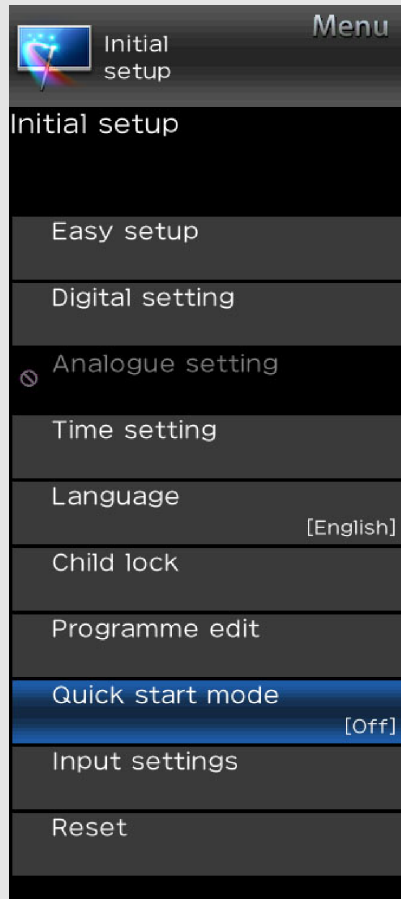 Menu
Initial
setup
Initial setup
Easy setup
Digital setting
Analogue setting
Time setting
Language
[English]
Child lock
Programme edit
Quick start mode
[Off]
Input settings
Reset